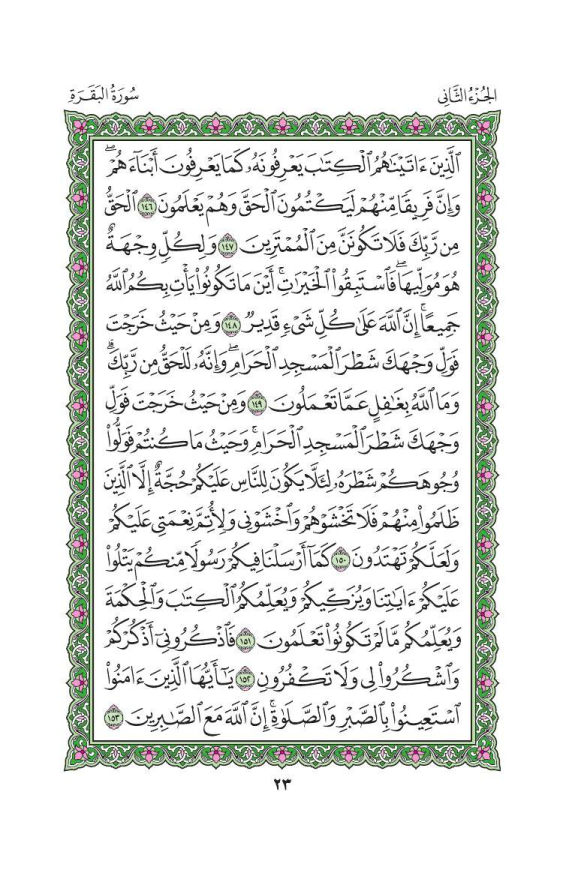 الجُزْءُ الثَّانِي
سُورَةُ البَقَرَةِ
ٱلَّذِينَ ءَاتَيْنَٰهُمُ ٱلْكِتَٰبَ يَعْرِفُونَهُۥ كَمَا يَعْرِفُونَ أَبْنَآءَهُمْۖ
وَإِنَّ فَرِيقًا مِّنْهُمْ لَيَكْتُمُونَ ٱلْحَقَّ وَهُمْ يَعْلَمُونَ ١٤٦ ٱلْحَقُّ
مِن رَّبِّكَ فَلَا تَكُونَنَّ مِنَ ٱلْمُمْتَرِينَ ١٤٧ وَلِكُلٍّ وِجْهَةٌ
هُوَ مُوَلِّيهَاۖ فَٱسْتَبِقُوا۟ ٱلْخَيْرَٰتِۚ أَيْنَ مَا تَكُونُوا۟ يَأْتِ بِكُمُ ٱللَّهُ
جَمِيعًاۚ إِنَّ ٱللَّهَ عَلَىٰ كُلِّ شَىْءٍ قَدِيرٌ ١٤٨ وَمِنْ حَيْثُ خَرَجْتَ
فَوَلِّ وَجْهَكَ شَطْرَ ٱلْمَسْجِدِ ٱلْحَرَامِۖ وَإِنَّهُۥ لَلْحَقُّ مِن رَّبِّكَۗ
وَمَا ٱللَّهُ بِغَٰفِلٍ عَمَّا تَعْمَلُونَ ١٤٩ وَمِنْ حَيْثُ خَرَجْتَ فَوَلِّ
وَجْهَكَ شَطْرَ ٱلْمَسْجِدِ ٱلْحَرَامِۚ وَحَيْثُ مَا كُنتُمْ فَوَلُّوا۟
وُجُوهَكُمْ شَطْرَهُۥ لِئَلَّا يَكُونَ لِلنَّاسِ عَلَيْكُمْ حُجَّةٌ إِلَّا ٱلَّذِينَ
ظَلَمُوا۟ مِنْهُمْ فَلَا تَخْشَوْهُمْ وَٱخْشَوْنِى وَلِأُتِمَّ نِعْمَتِى عَلَيْكُمْ
وَلَعَلَّكُمْ تَهْتَدُونَ ١٥٠ كَمَآ أَرْسَلْنَا فِيكُمْ رَسُولًا مِّنكُمْ يَتْلُوا۟
عَلَيْكُمْ ءَايَٰتِنَا وَيُزَكِّيكُمْ وَيُعَلِّمُكُمُ ٱلْكِتَٰبَ وَٱلْحِكْمَةَ
وَيُعَلِّمُكُم مَّا لَمْ تَكُونُوا۟ تَعْلَمُونَ ١٥١ فَٱذْكُرُونِىٓ أَذْكُرْكُمْ
وَٱشْكُرُوا۟ لِى وَلَا تَكْفُرُونِ ١٥٢ يَٰٓأَيُّهَا ٱلَّذِينَ ءَامَنُوا۟
ٱسْتَعِينُوا۟ بِٱلصَّبْرِ وَٱلصَّلَوٰةِۚ إِنَّ ٱللَّهَ مَعَ ٱلصَّٰبِرِينَ ١٥٣
٢٣